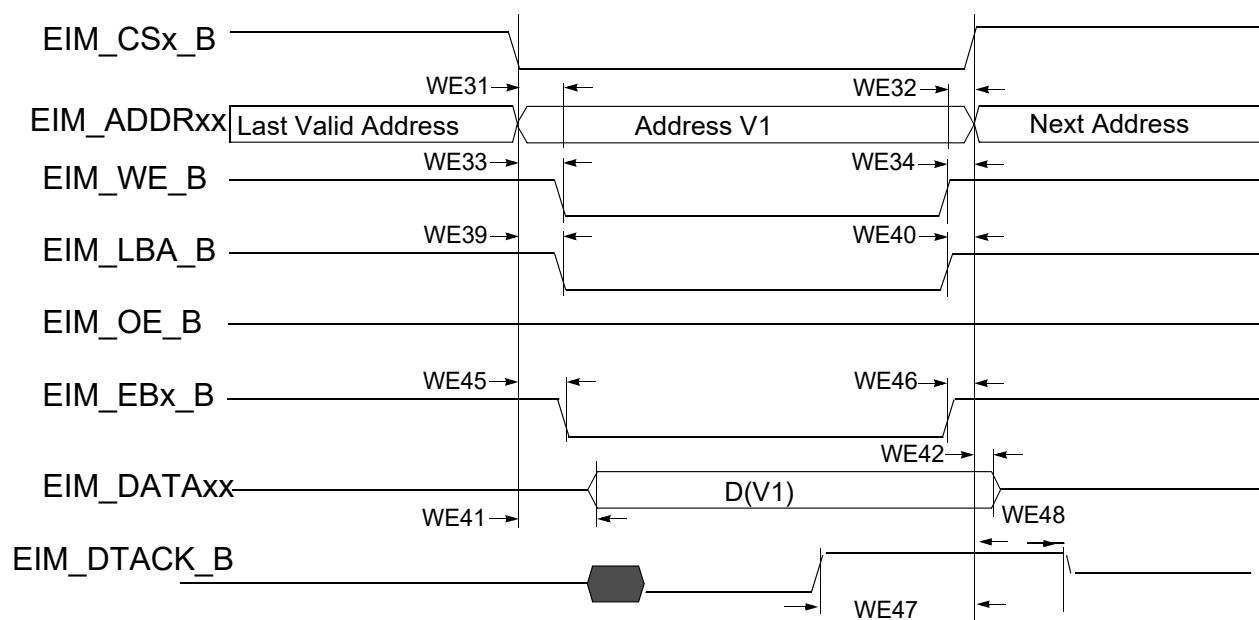 EIM_CSx_B
WE31
WE32
EIM_ADDRxx
Last Valid Address
Address V1
Next Address
WE33
WE34
EIM_WE_B
WE39
WE40
EIM_LBA_B
EIM_OE_B
WE45
WE46
EIM_EBx_B
WE42
EIM_DATAxx
D(V1)
WE41
WE48
EIM_DTACK_B
WE47